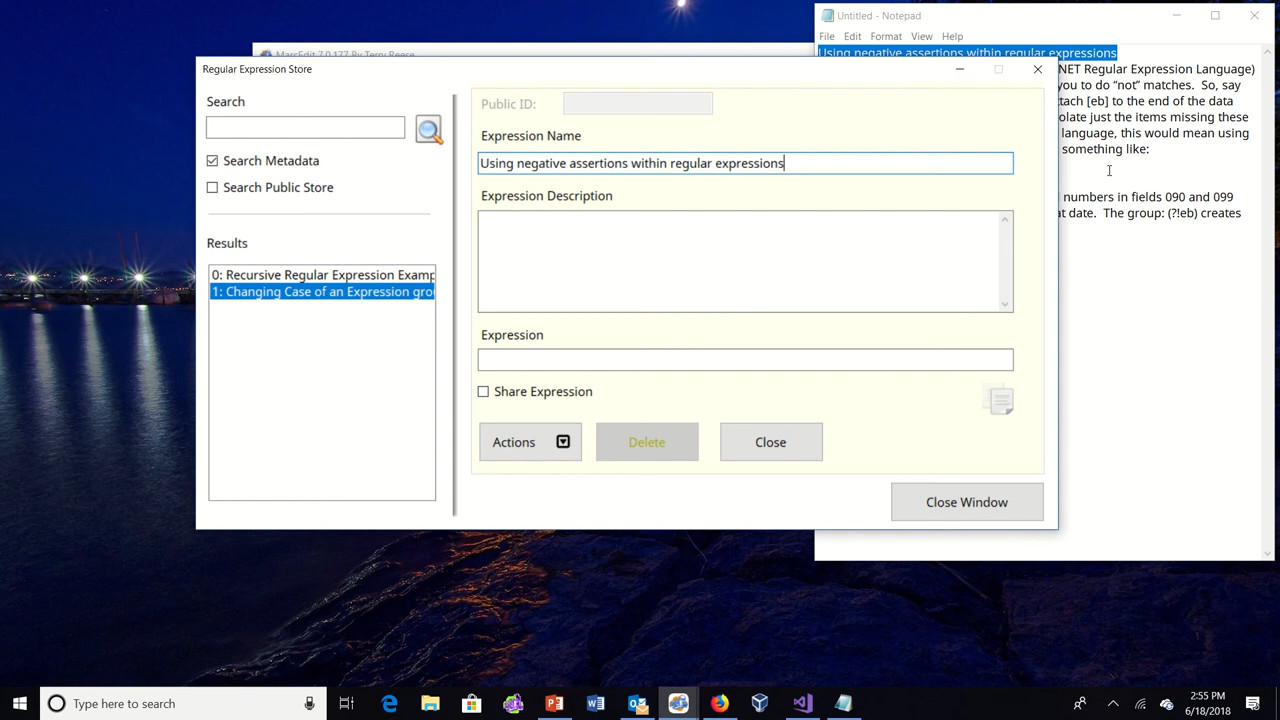 Untitled - Notepad
File Edit Format View Help
MarcEdit 7.0.177 By Terry Reese
Using negative assertions within regular expressions
NET Regular Expression Language)
you to do “not” matches. So, say
tach [eb] to the end of the data
olate just the items missing these
language, this would mean using
something like:
numbers in fields 090 and 099
at date. The group: (?!eb) creates
Regular Expression Store
Search
Search Metadata
Search Public Store
Results
0: Recursive Regular Expression Examp
1: Changing Case of an Expression grou
Public ID:
Expression Name
Using negative assertions within regular expressions
Expression Description
Expression
Share Expression
Actions
Delete
Close
Close Window
Type here to search
2:55 PM
6/18/2018